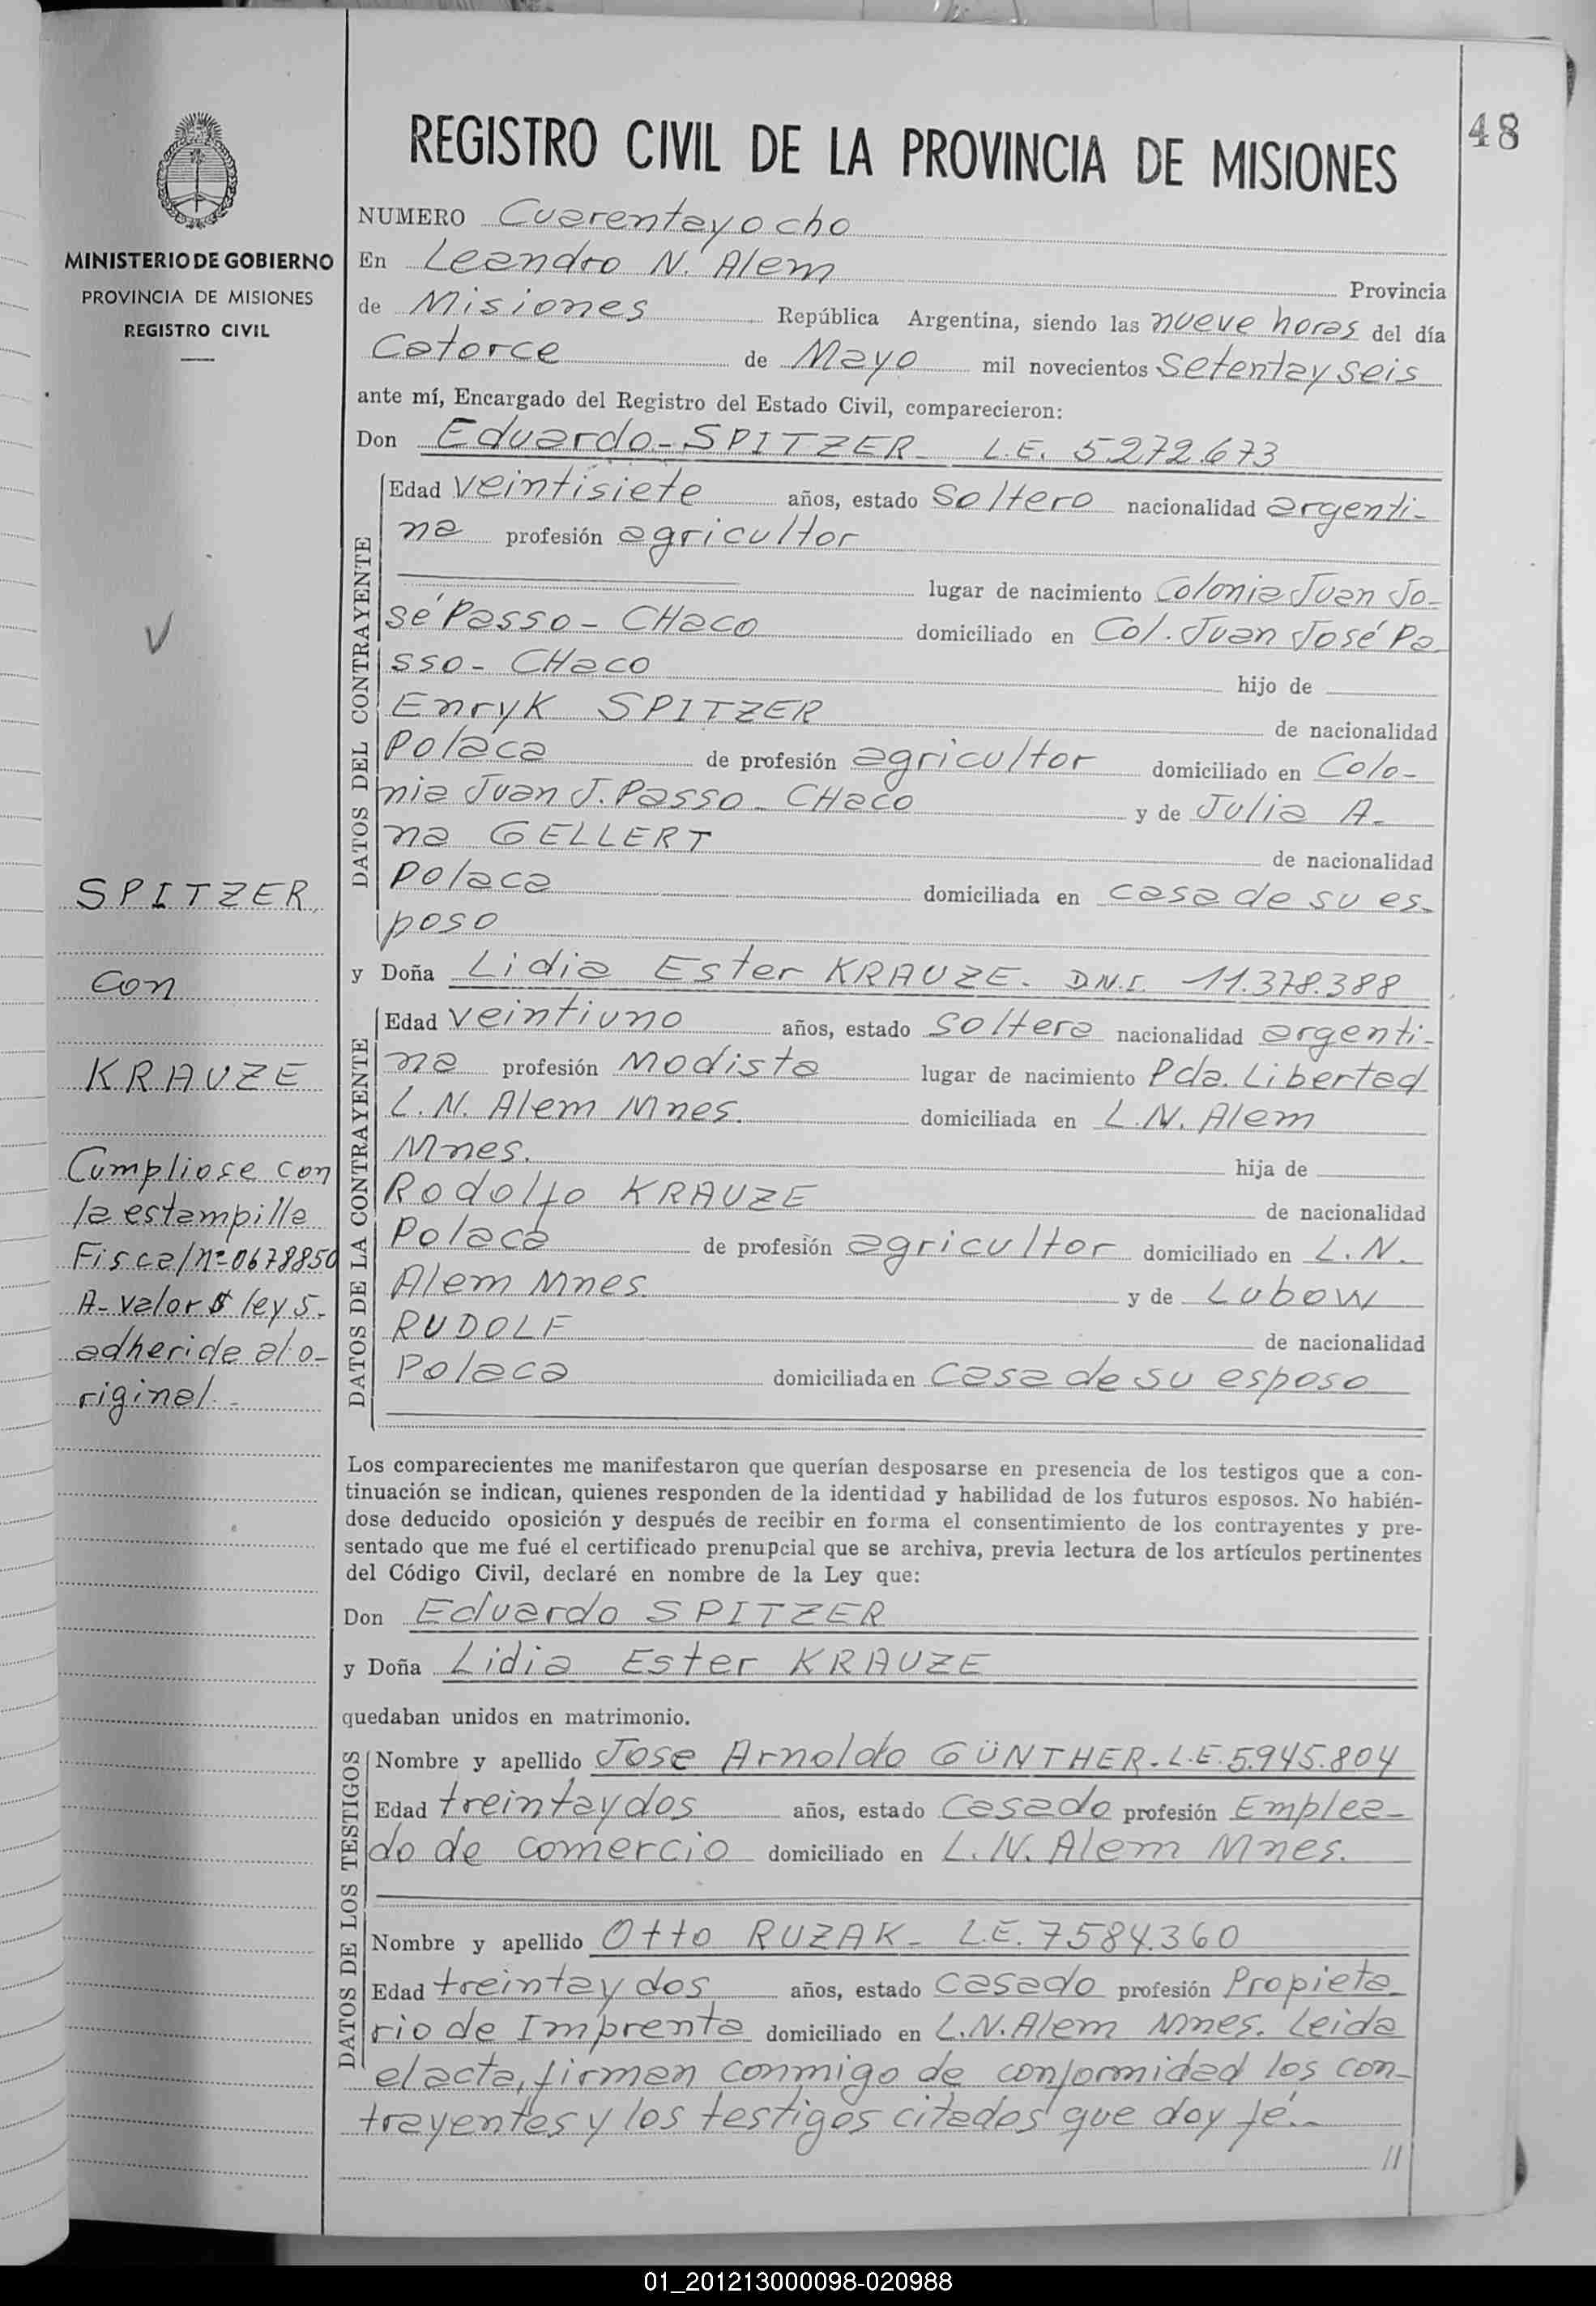 48
REGISTRO CIVIL DE LA PROVINCIA DE MISIONES
MINISTERIO DE GOBIERNO
PROVINCIA DE MISIONES
REGISTRO CIVIL
NUMERO Cuarenta y ocho
En Leandro N. Alem Provincia
de Misiones República Argentina, siendo las nueve horas del día
Catorce de Mayo mil novecientos setenta y seis
ante mí, Encargado del Registro del Estado Civil, comparecieron:
Don Eduardo - SPITZER - L.E. 5.272.673
DATOS DEL CONTRAYENTE
Edad veintisiete años, estado soltero nacionalidad argenti-
na profesión agricultor
lugar de nacimiento Colonia Juan Jo-
sé Passo - CHaco domiciliado en Col. Juan José Pa-
sso - CHaco hijo de
Enryk SPITZER de nacionalidad
Polaca de profesión agricultor domiciliado en Colo-
nia Juan J. Passo - CHaco y de Julia A-
na GELLERT de nacionalidad
Polaca domiciliada en casa de su es-
poso
y Doña Lidia Ester KRAUZE. D.N.I. 11.378.388
DATOS DE LA CONTRAYENTE
Edad veintiuno años, estado soltera nacionalidad argenti-
na profesión Modista lugar de nacimiento Pda. Libertad
L.N. Alem Mnes. domiciliada en L.N. Alem
Mnes. hija de
Rodolfo KRAUZE de nacionalidad
Polaca de profesión agricultor domiciliado en L.N.
Alem Mnes. y de Lubow
RUDOLF de nacionalidad
Polaca domiciliada en casa de su esposo
SPITZER
con
KRAUZE
Cumpliose con
la estampilla
Fiscal nº 0678850
A- valor $ ley 5-
adherida al o-
riginal.-
Los comparecientes me manifestaron que querían desposarse en presencia de los testigos que a con-
tinuación se indican, quienes responden de la identidad y habilidad de los futuros esposos. No habién-
dose deducido oposición y después de recibir en forma el consentimiento de los contrayentes y pre-
sentado que me fué el certificado prenupcial que se archiva, previa lectura de los artículos pertinentes
del Código Civil, declaré en nombre de la Ley que:
Don Eduardo SPITZER
y Doña Lidia Ester KRAUZE
quedaban unidos en matrimonio.
DATOS DE LOS TESTIGOS
Nombre y apellido Jose Arnoldo GÜNTHER - L.E. 5.945.804
Edad treinta y dos años, estado Casado profesión Emplea-
do de comercio domiciliado en L.N. Alem Mnes.
Nombre y apellido Otto RUZAK - L.E. 7584.360
Edad treinta y dos años, estado casado profesión Propieta-
rio de Imprenta domiciliado en L.N. Alem Mnes. Leida
el acta, firman conmigo de conformidad los con-
trayentes y los testigos citados que doy fé.-
//
01_201213000098-020988